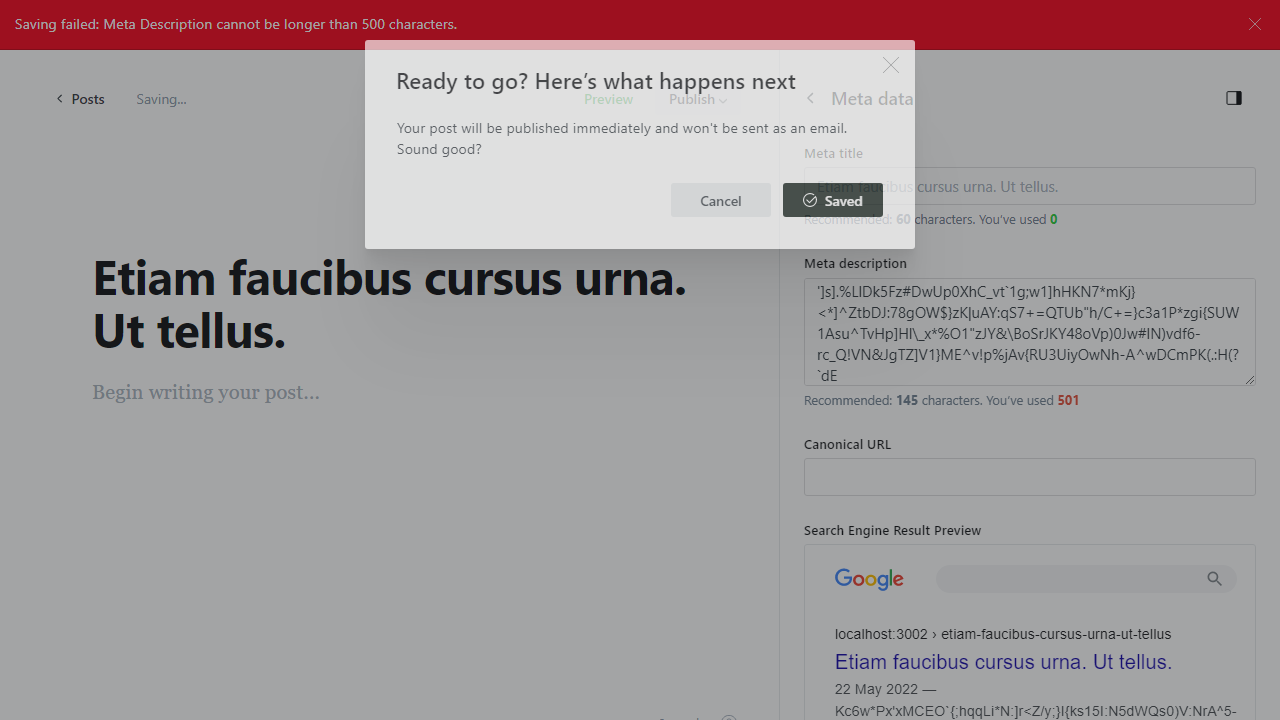 Saving failed: Meta Description cannot be longer than 500 characters.
Ready to go? Here's what happens next
Posts
Saving...
Preview
Publish
Meta data
Your post will be published immediately and won't be sent as an email.
Sound good?
Meta title
Etiam faucibus cursus urna. Ut tellus.
Cancel
Saved
Recommended: 60 characters. You've used 0
Etiam faucibus cursus urna.
Ut tellus.
Begin writing your post...
Meta description
']s].%LIDk5Fz#DwUp0XhC_vt`1g;w1]hHKN7*mKj}
<*]^ZtbDJ:78gOW$}zK|uAY:qS7+=QTUb"h/C+=}c3a1P*zgi{SUW
1Asu^TvHp]HI\_x*%O1"zJY&\BoSrJKY48oVp)0Jw#IN)vdf6-
rc_Q!VN&JgTZ]V1}ME^v!p%jAv{RU3UiyOwNh-A^wDCmPK(.:H(?
`dE
Recommended: 145 characters. You've used 501
Canonical URL
Search Engine Result Preview
Google
localhost:3002 › etiam-faucibus-cursus-urna-ut-tellus
Etiam faucibus cursus urna. Ut tellus.
22 May 2022 —
Kc6w*Px'xMCEO`{;hqqLi*N:]r<Z/y;}I{ks15I:N5dWQs0)V:NrA^5-